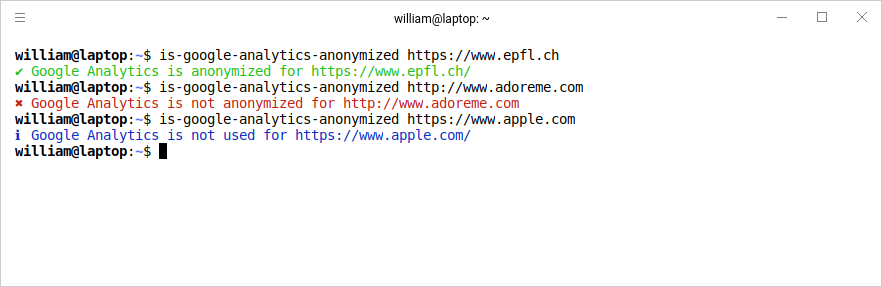 william@laptop: ~
william@laptop:~$ is-google-analytics-anonymized https://www.epfl.ch
✔ Google Analytics is anonymized for https://www.epfl.ch/
william@laptop:~$ is-google-analytics-anonymized http://www.adoreme.com
✖ Google Analytics is not anonymized for http://www.adoreme.com
william@laptop:~$ is-google-analytics-anonymized https://www.apple.com
ℹ Google Analytics is not used for https://www.apple.com/
william@laptop:~$